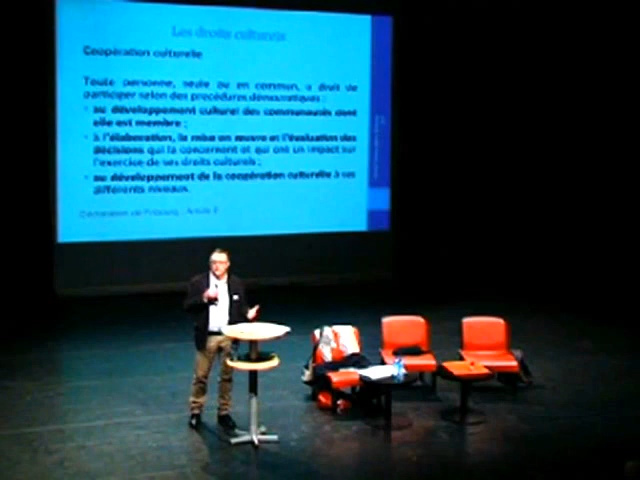 Les droits culturels
Coopération culturelle
Toute personne, seule ou en commun, a droit de
participer selon des procédures démocratiques :
- au développement culturel des communautés dont
elle est membre ;
- à l'élaboration, la mise en œuvre et l'évaluation des
décisions qui la concernent et qui ont un impact sur
l'exercice de ses droits culturels ;
- au développement de la coopération culturelle à ses
différents niveaux.
Déclaration de Fribourg, Article